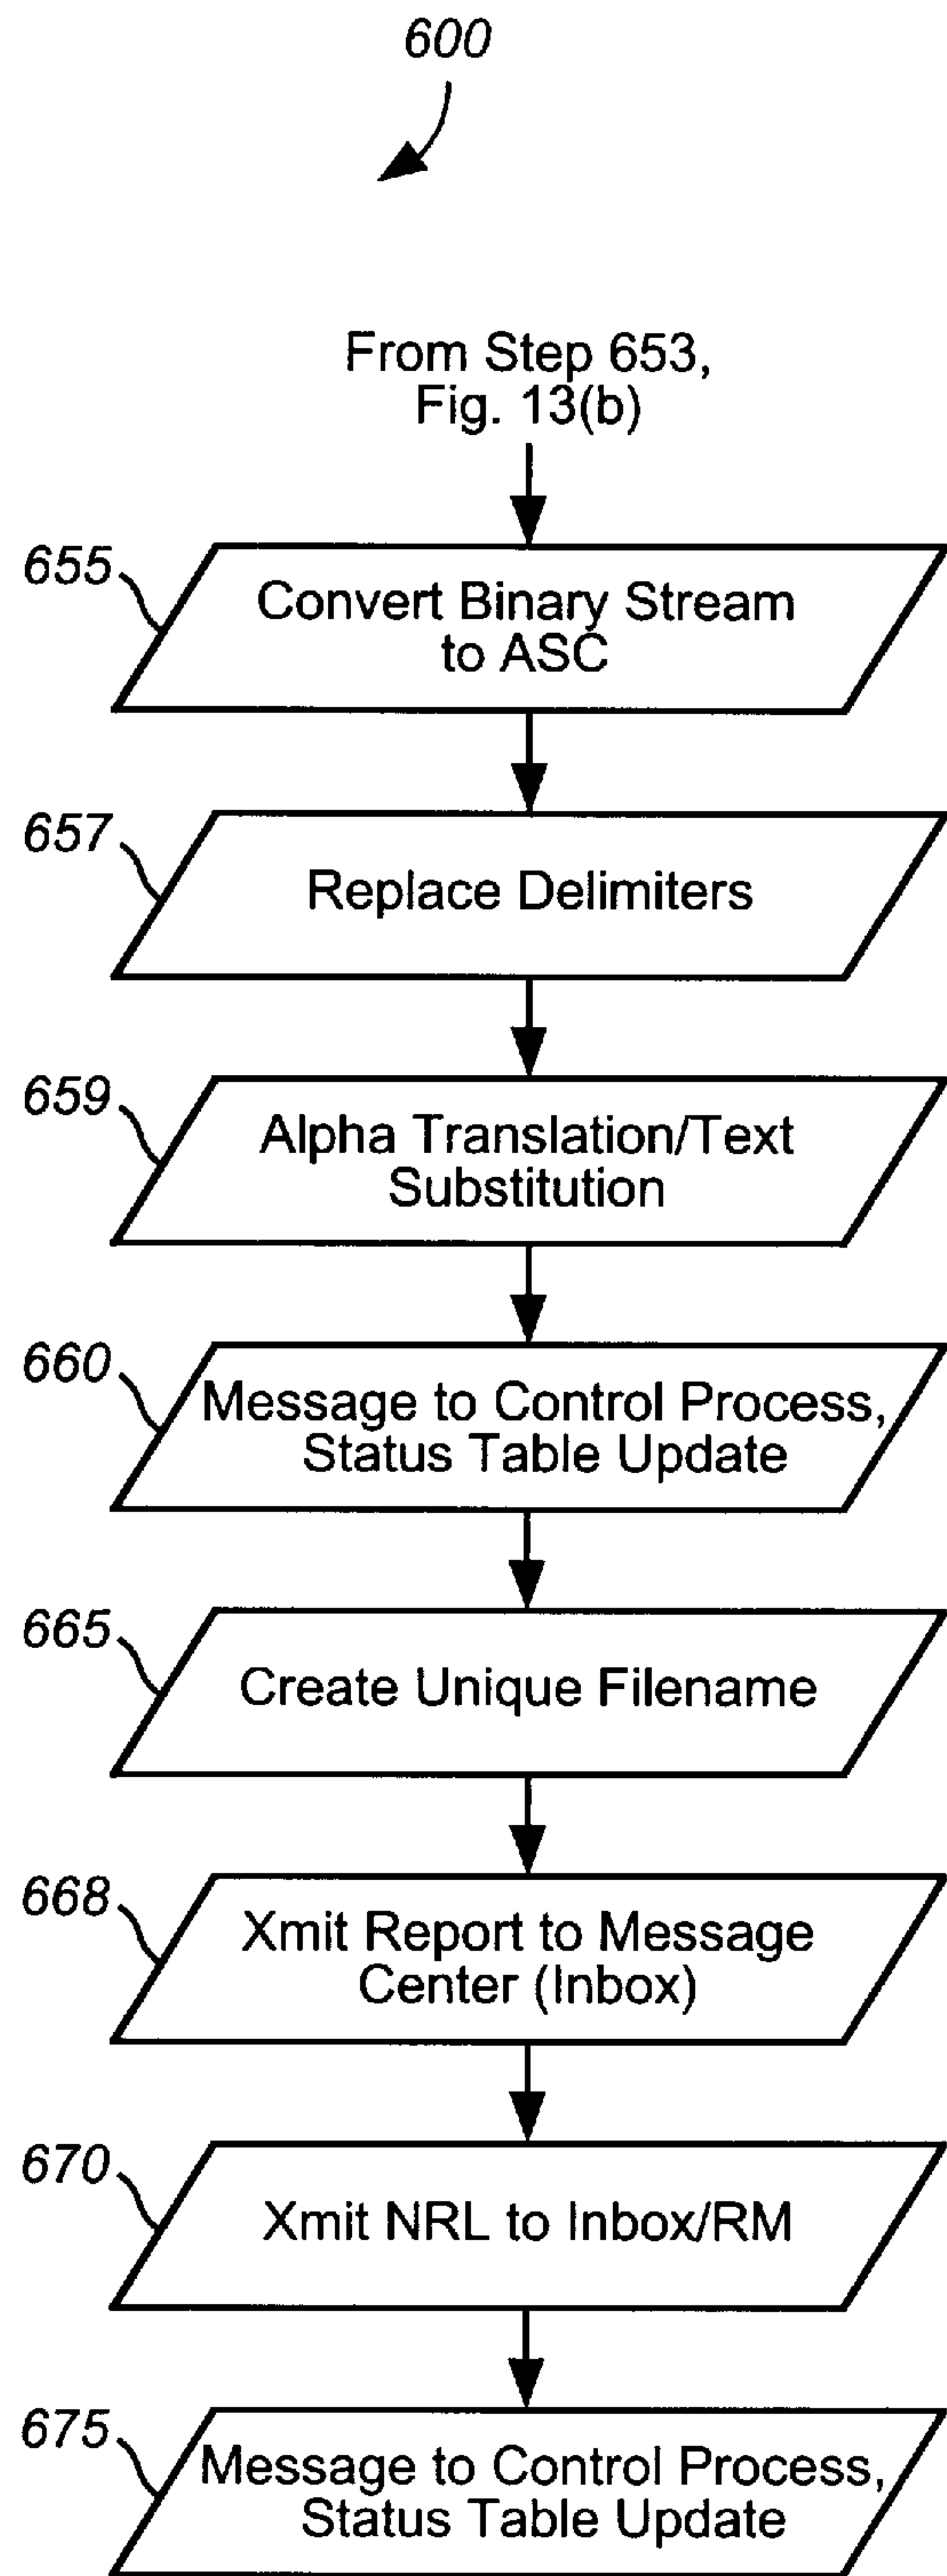 600
From Step 653,
Fig. 13(b)
655
Convert Binary Stream
to ASC
657
Replace Delimiters
659
Alpha Translation/Text
Substitution
660
Message to Control Process,
Status Table Update
665
Create Unique Filename
668
Xmit Report to Message
Center (Inbox)
670
Xmit NRL to Inbox/RM
675
Message to Control Process,
Status Table Update